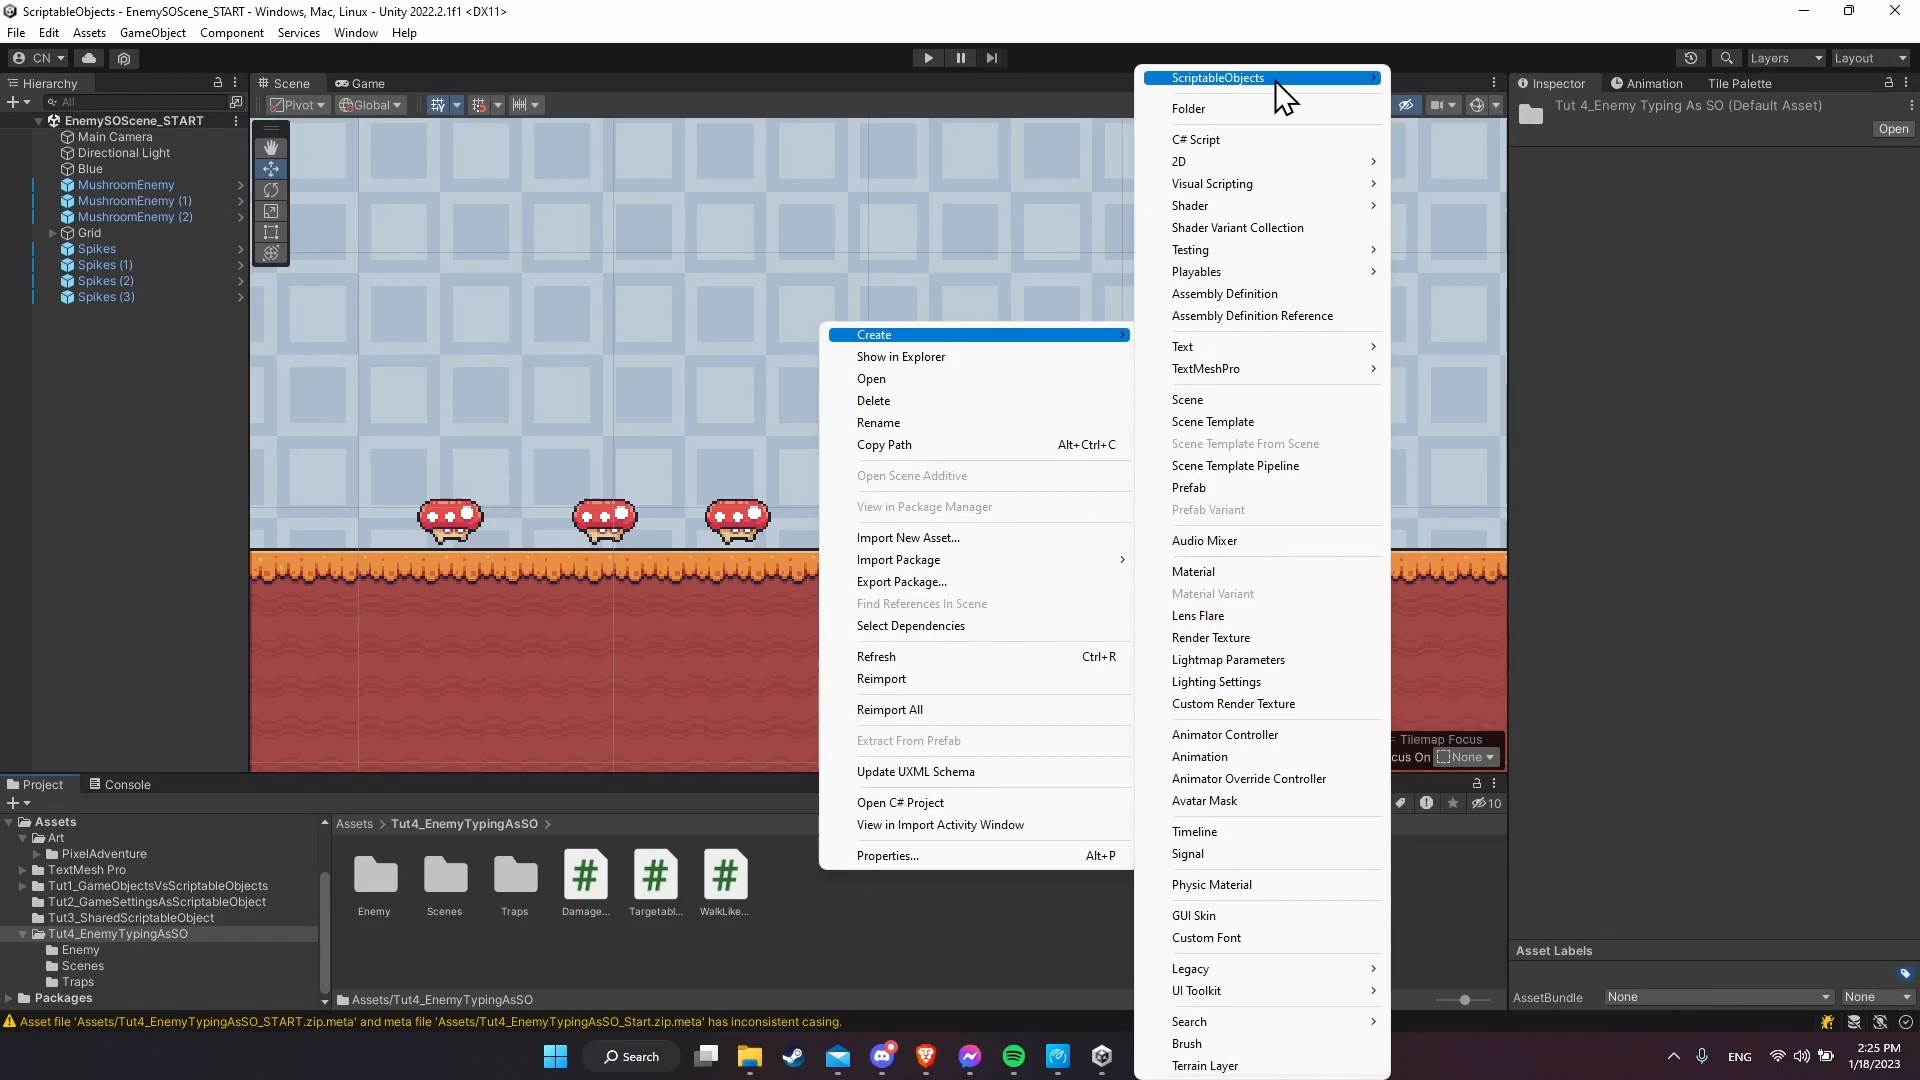 ScriptableObjects - EnemySOScene_START - Windows, Mac, Linux - Unity 2022.2.1f1 <DX11>
File Edit Assets GameObject Component Services Window Help
CN
Layers
Layout
Hierarchy
All
EnemySOScene_START
Main Camera
Directional Light
Blue
MushroomEnemy
MushroomEnemy (1)
MushroomEnemy (2)
Grid
Spikes
Spikes (1)
Spikes (2)
Spikes (3)
Scene
Game
Pivot
Global
Create
Show in Explorer
Open
Delete
Rename
Copy Path Alt+Ctrl+C
Open Scene Additive
View in Package Manager
Import New Asset...
Import Package
Export Package...
Find References In Scene
Select Dependencies
Refresh Ctrl+R
Reimport
Reimport All
Extract From Prefab
Update UXML Schema
Open C# Project
View in Import Activity Window
Properties... Alt+P
ScriptableObjects
Folder
C# Script
2D
Visual Scripting
Shader
Shader Variant Collection
Testing
Playables
Assembly Definition
Assembly Definition Reference
Text
TextMeshPro
Scene
Scene Template
Scene Template From Scene
Scene Template Pipeline
Prefab
Prefab Variant
Audio Mixer
Material
Material Variant
Lens Flare
Render Texture
Lightmap Parameters
Lighting Settings
Custom Render Texture
Animator Controller
Animation
Animator Override Controller
Avatar Mask
Timeline
Signal
Physic Material
GUI Skin
Custom Font
Legacy
UI Toolkit
Search
Brush
Terrain Layer
Tilemap Focus
cus On None
Inspector
Animation
Tile Palette
Tut 4_Enemy Typing As SO (Default Asset)
Open
Asset Labels
AssetBundle None None
Project
Console
10
Assets
Art
PixelAdventure
TextMesh Pro
Tut1_GameObjectsVsScriptableObjects
Tut2_GameSettingsAsScriptableObject
Tut3_SharedScriptableObject
Tut4_EnemyTypingAsSO
Enemy
Scenes
Traps
Packages
Assets > Tut4_EnemyTypingAsSO >
Enemy Scenes Traps Damage... Targetabl... WalkLike...
Assets/Tut4_EnemyTypingAsSO
Asset file 'Assets/Tut4_EnemyTypingAsSO_START.zip.meta' and meta file 'Assets/Tut4_EnemyTypingAsSO_Start.zip.meta' has inconsistent casing.
Search
ENG
2:25 PM
1/18/2023